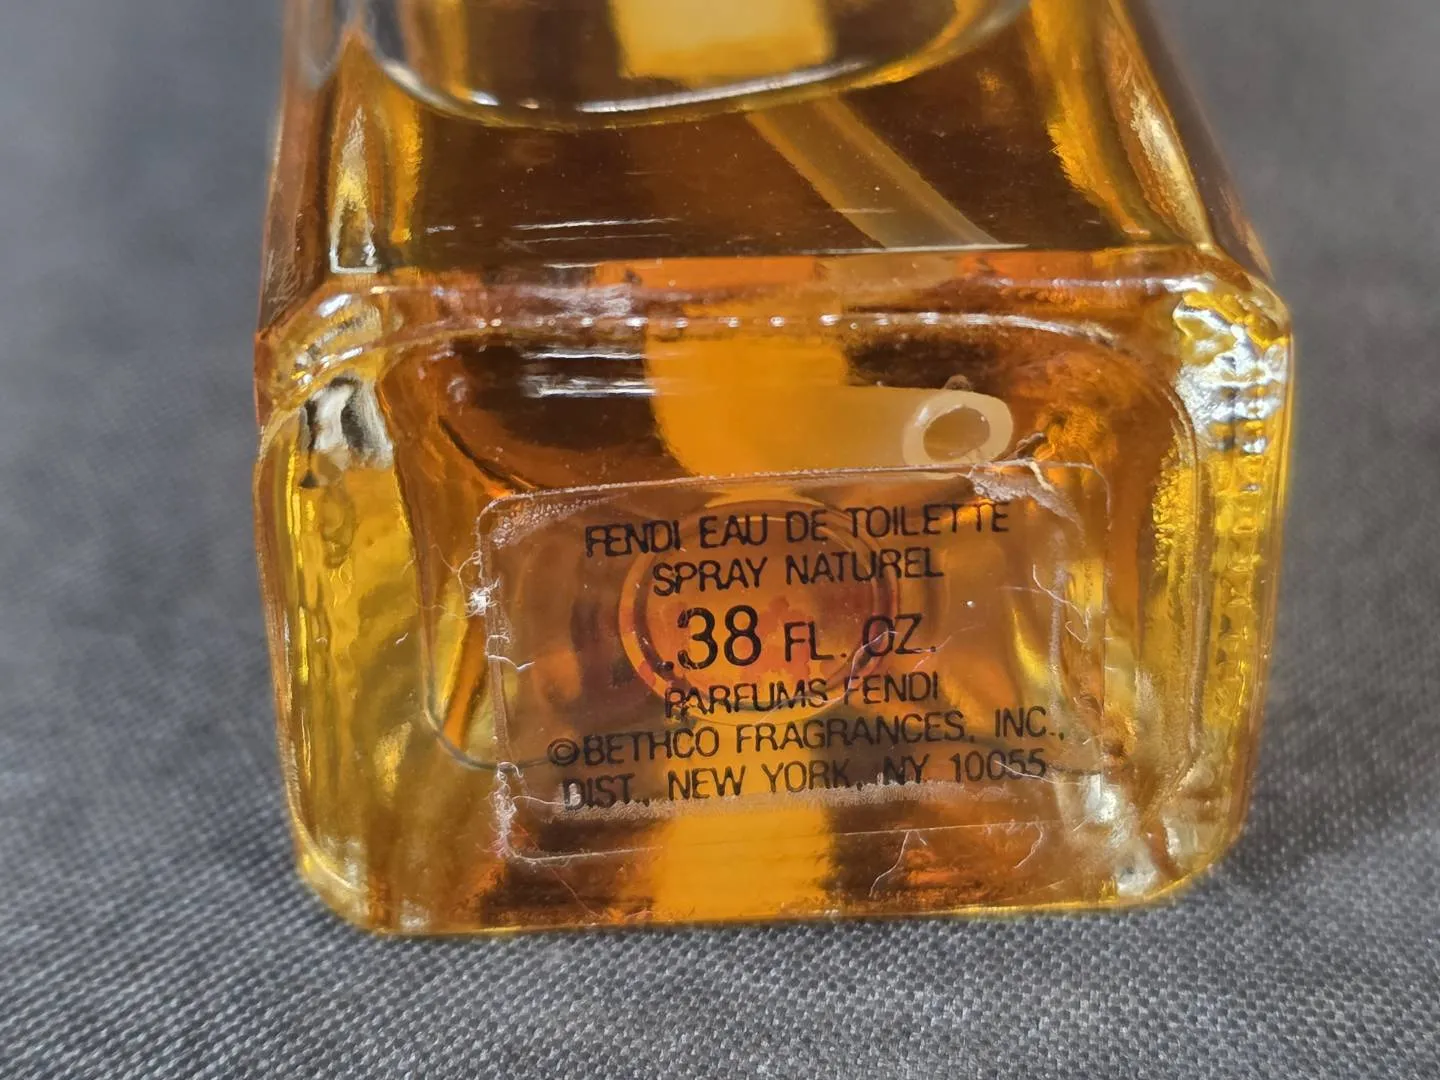 FENDI EAU DE TOILETTE
SPRAY NATUREL
.38 FL. OZ.
PARFUMS FENDI
©BETHCO FRAGRANCES, INC.,
DIST., NEW YORK, NY 10055